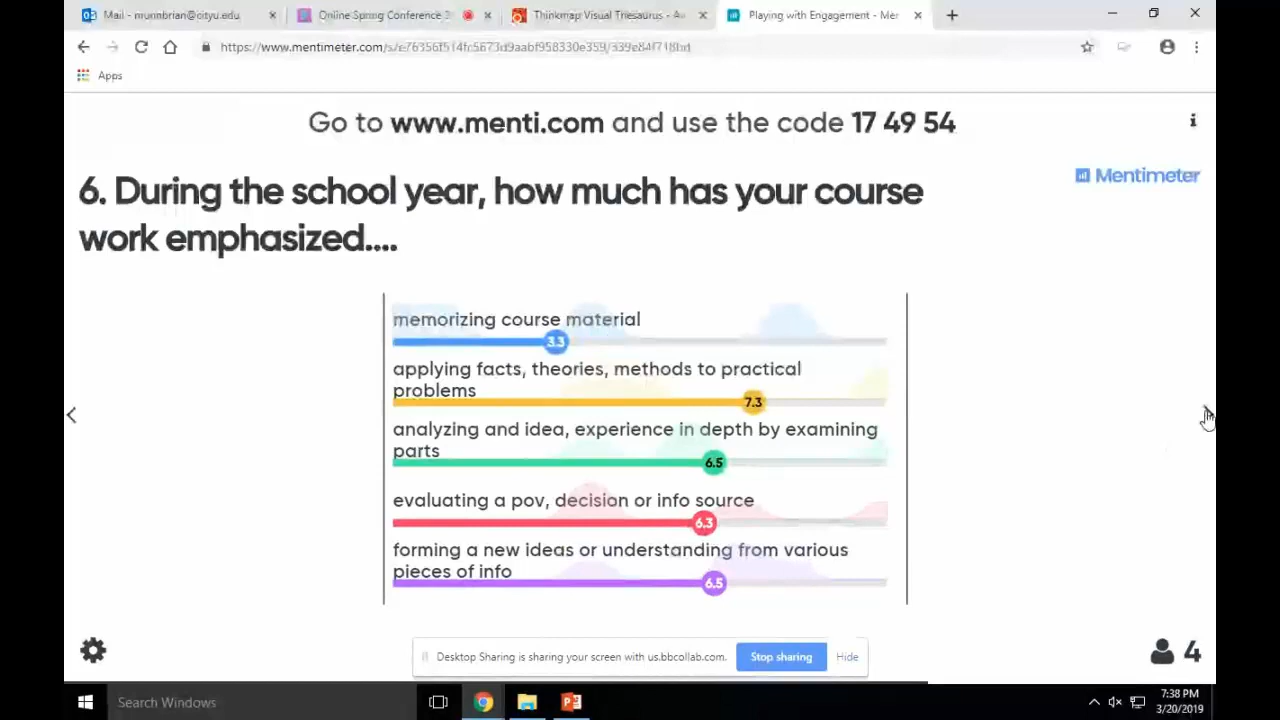 Mail - munnbrian@cityu.edu
Online Spring Conference
Thinkmap Visual Thesaurus - A
Playing with Engagement - Mer
https://www.mentimeter.com/s/
Apps
Go to www.menti.com and use the code 17 49 54
i
Mentimeter
6. During the school year, how much has your course
work emphasized....
memorizing course material
3.3
applying facts, theories, methods to practical
problems
7.3
analyzing and idea, experience in depth by examining
parts
6.5
evaluating a pov, decision or info source
6.3
forming a new ideas or understanding from various
pieces of info
6.5
Desktop Sharing is sharing your screen with us.bbcollab.com.
Stop sharing
Hide
4
Search Windows
7:38 PM
3/20/2019